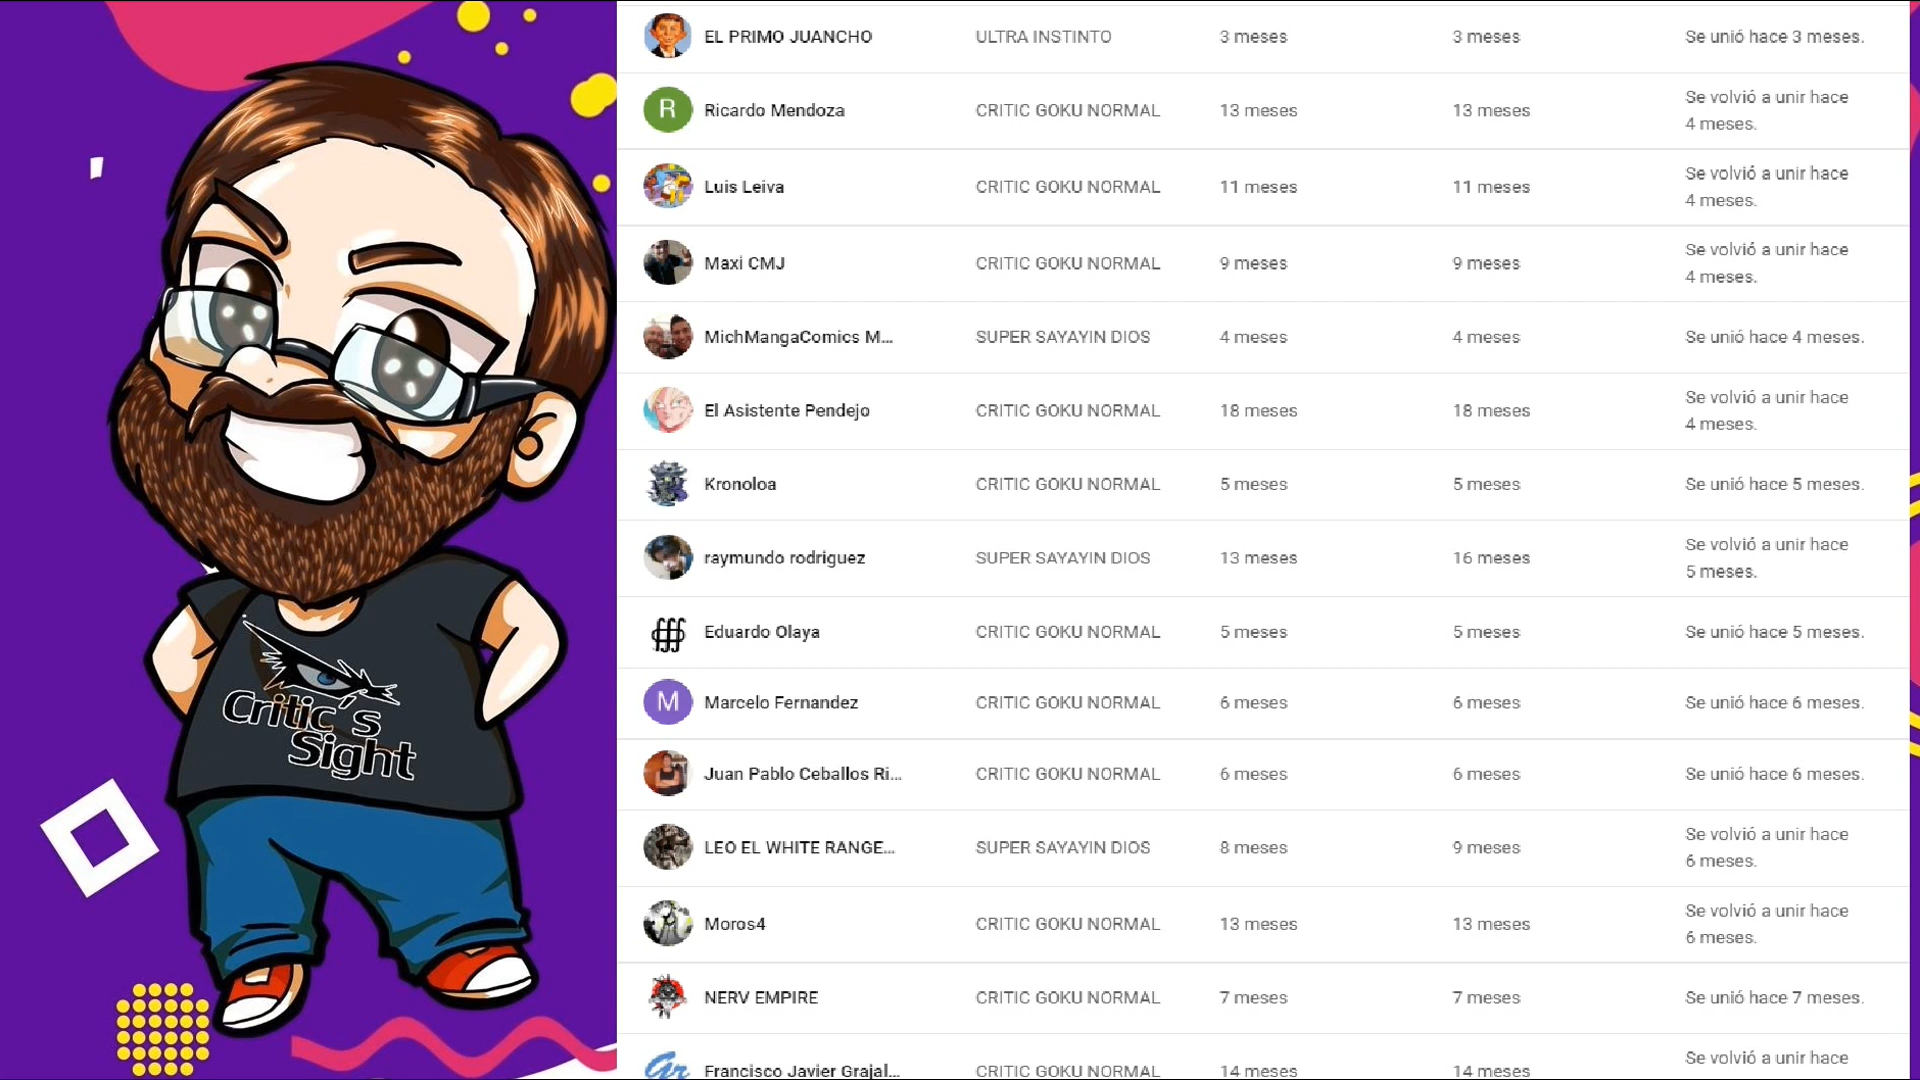 EL PRIMO JUANCHO ULTRA INSTINTO 3 meses 3 meses Se unió hace 3 meses.
R Ricardo Mendoza CRITIC GOKU NORMAL 13 meses 13 meses Se volvió a unir hace
4 meses.
Luis Leiva CRITIC GOKU NORMAL 11 meses 11 meses Se volvió a unir hace
4 meses.
Maxi CMJ CRITIC GOKU NORMAL 9 meses 9 meses Se volvió a unir hace
4 meses.
MichMangaComics M... SUPER SAYAYIN DIOS 4 meses 4 meses Se unió hace 4 meses.
El Asistente Pendejo CRITIC GOKU NORMAL 18 meses 18 meses Se volvió a unir hace
4 meses.
Kronoloa CRITIC GOKU NORMAL 5 meses 5 meses Se unió hace 5 meses.
raymundo rodriguez SUPER SAYAYIN DIOS 13 meses 16 meses Se volvió a unir hace
5 meses.
Eduardo Olaya CRITIC GOKU NORMAL 5 meses 5 meses Se unió hace 5 meses.
M Marcelo Fernandez CRITIC GOKU NORMAL 6 meses 6 meses Se unió hace 6 meses.
Juan Pablo Ceballos Ri... CRITIC GOKU NORMAL 6 meses 6 meses Se unió hace 6 meses.
LEO EL WHITE RANGE... SUPER SAYAYIN DIOS 8 meses 9 meses Se volvió a unir hace
6 meses.
Moros4 CRITIC GOKU NORMAL 13 meses 13 meses Se volvió a unir hace
6 meses.
NERV EMPIRE CRITIC GOKU NORMAL 7 meses 7 meses Se unió hace 7 meses.
Gr Francisco Javier Grajal... CRITIC GOKU NORMAL 14 meses 14 meses Se volvió a unir hace
Critic's
Sight